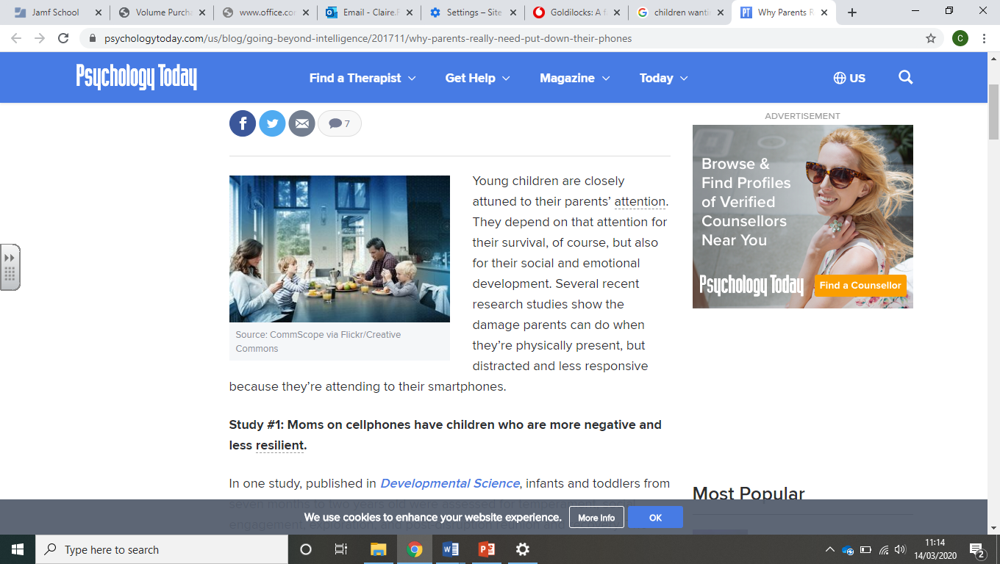 Jamf School
Volume Purch
www.office.co
Email - Claire.F
Settings – Site
Goldilocks: A f
children wanti
Why Parents R
psychologytoday.com/us/blog/going-beyond-intelligence/201711/why-parents-really-need-put-down-their-phones
C
Psychology Today
Find a Therapist
Get Help
Magazine
Today
US
7
Young children are closely
attuned to their parents’ attention.
They depend on that attention for
their survival, of course, but also
for their social and emotional
development. Several recent
research studies show the
damage parents can do when
they’re physically present, but
distracted and less responsive
because they’re attending to their smartphones.
Source: CommScope via Flickr/Creative
Commons
Study #1: Moms on cellphones have children who are more negative and
less resilient.
In one study, published in Developmental Science, infants and toddlers from
seven months to two years old were assessed for temperament, social
engagement, exploration, and post-disruption reunion
ADVERTISEMENT
Browse &
Find Profiles
of Verified
Counsellors
Near You
Psychology Today
Find a Counsellor
Most Popular
We use cookies to enhance your website experience.
More Info
OK
Type here to search
11:14
14/03/2020
2